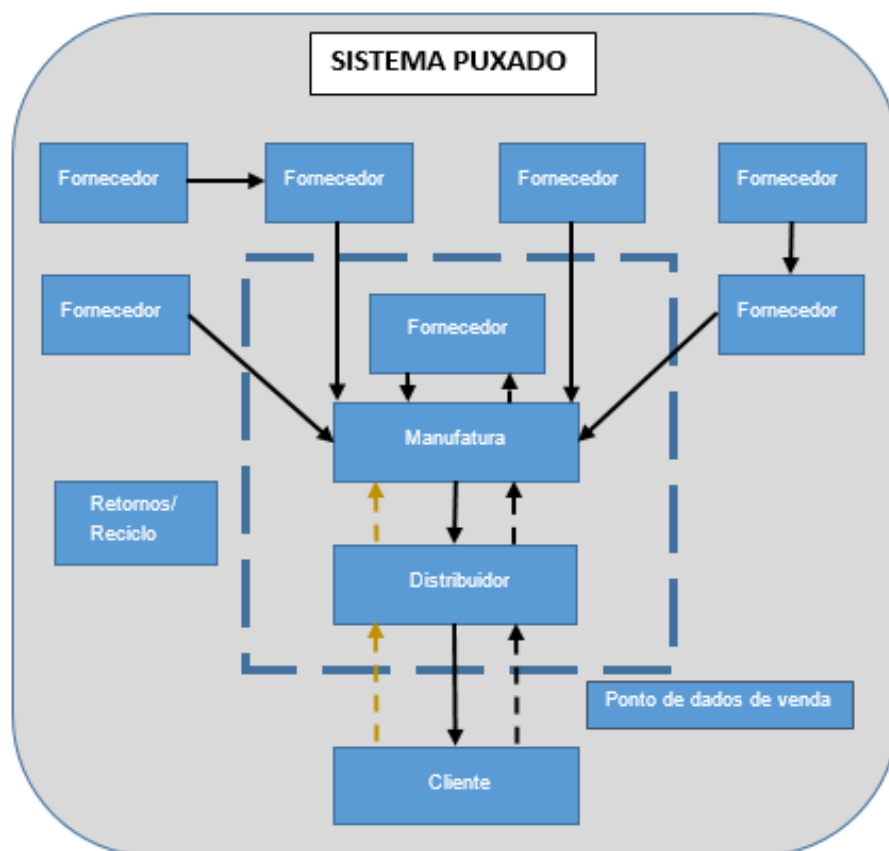 SISTEMA PUXADO
Fornecedor
Fornecedor
Fornecedor
Fornecedor
Fornecedor
Fornecedor
Fornecedor
Manufatura
Retornos/
Reciclo
Distribuidor
Ponto de dados de venda
Cliente